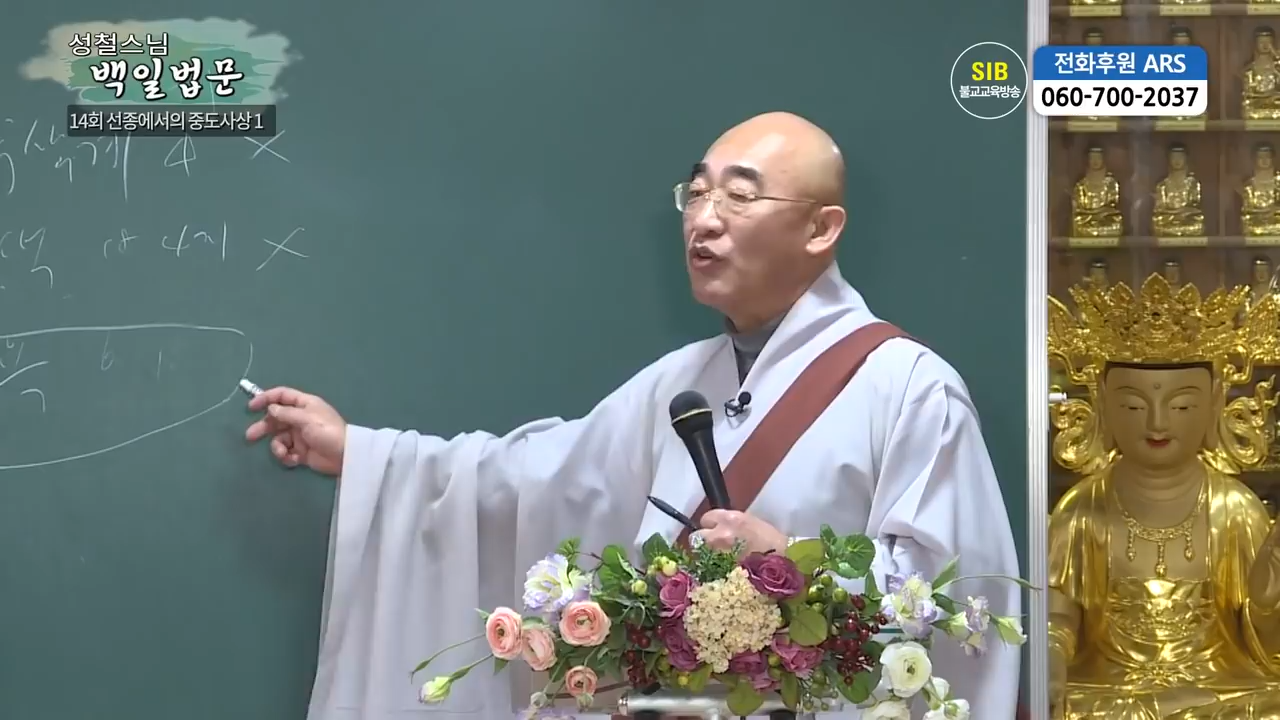 성철스님
백일법문
14회 선종에서의 중도사상 1
SIB
불교교육방송
전화후원 ARS
060-700-2037